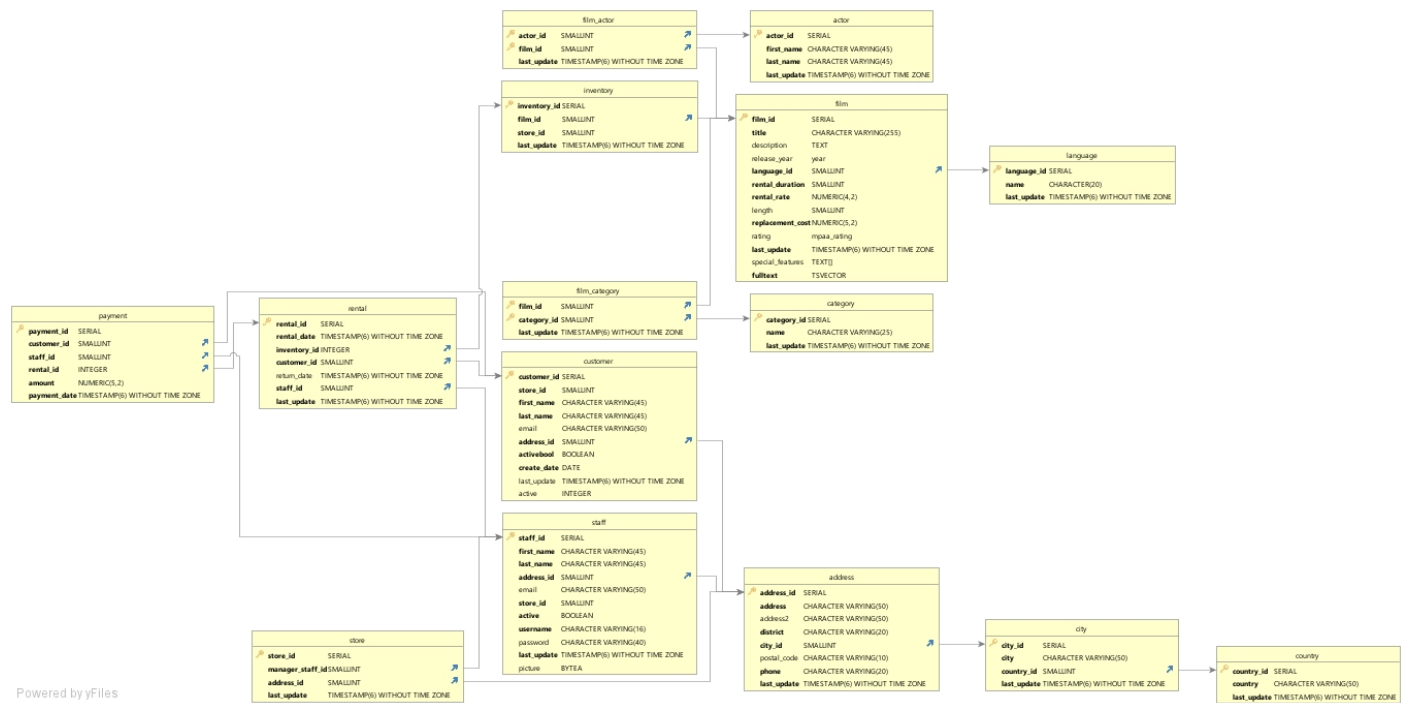 film_actor
actor_id SMALLINT
film_id SMALLINT
last_update TIMESTAMP(6) WITHOUT TIME ZONE
actor
actor_id SERIAL
first_name CHARACTER VARYING(45)
last_name CHARACTER VARYING(45)
last_update TIMESTAMP(6) WITHOUT TIME ZONE
inventory
inventory_id SERIAL
film_id SMALLINT
store_id SMALLINT
last_update TIMESTAMP(6) WITHOUT TIME ZONE
film
film_id SERIAL
title CHARACTER VARYING(255)
description TEXT
release_year year
language_id SMALLINT
rental_duration SMALLINT
rental_rate NUMERIC(4,2)
length SMALLINT
replacement_cost NUMERIC(5,2)
rating mpaa_rating
last_update TIMESTAMP(6) WITHOUT TIME ZONE
special_features TEXT[]
fulltext TSVECTOR
language
language_id SERIAL
name CHARACTER(20)
last_update TIMESTAMP(6) WITHOUT TIME ZONE
film_category
film_id SMALLINT
category_id SMALLINT
last_update TIMESTAMP(6) WITHOUT TIME ZONE
category
category_id SERIAL
name CHARACTER VARYING(25)
last_update TIMESTAMP(6) WITHOUT TIME ZONE
payment
payment_id SERIAL
customer_id SMALLINT
staff_id SMALLINT
rental_id INTEGER
amount NUMERIC(5,2)
payment_date TIMESTAMP(6) WITHOUT TIME ZONE
rental
rental_id SERIAL
rental_date TIMESTAMP(6) WITHOUT TIME ZONE
inventory_id INTEGER
customer_id SMALLINT
return_date TIMESTAMP(6) WITHOUT TIME ZONE
staff_id SMALLINT
last_update TIMESTAMP(6) WITHOUT TIME ZONE
customer
customer_id SERIAL
store_id SMALLINT
first_name CHARACTER VARYING(45)
last_name CHARACTER VARYING(45)
email CHARACTER VARYING(50)
address_id SMALLINT
activebool BOOLEAN
create_date DATE
last_update TIMESTAMP(6) WITHOUT TIME ZONE
active INTEGER
staff
staff_id SERIAL
first_name CHARACTER VARYING(45)
last_name CHARACTER VARYING(45)
address_id SMALLINT
email CHARACTER VARYING(50)
store_id SMALLINT
active BOOLEAN
username CHARACTER VARYING(16)
password CHARACTER VARYING(40)
last_update TIMESTAMP(6) WITHOUT TIME ZONE
picture BYTEA
store
store_id SERIAL
manager_staff_id SMALLINT
address_id SMALLINT
last_update TIMESTAMP(6) WITHOUT TIME ZONE
address
address_id SERIAL
address CHARACTER VARYING(50)
address2 CHARACTER VARYING(50)
district CHARACTER VARYING(20)
city_id SMALLINT
postal_code CHARACTER VARYING(10)
phone CHARACTER VARYING(20)
last_update TIMESTAMP(6) WITHOUT TIME ZONE
city
city_id SERIAL
city CHARACTER VARYING(50)
country_id SMALLINT
last_update TIMESTAMP(6) WITHOUT TIME ZONE
country
country_id SERIAL
country CHARACTER VARYING(50)
last_update TIMESTAMP(6) WITHOUT TIME ZONE
Powered by yFiles